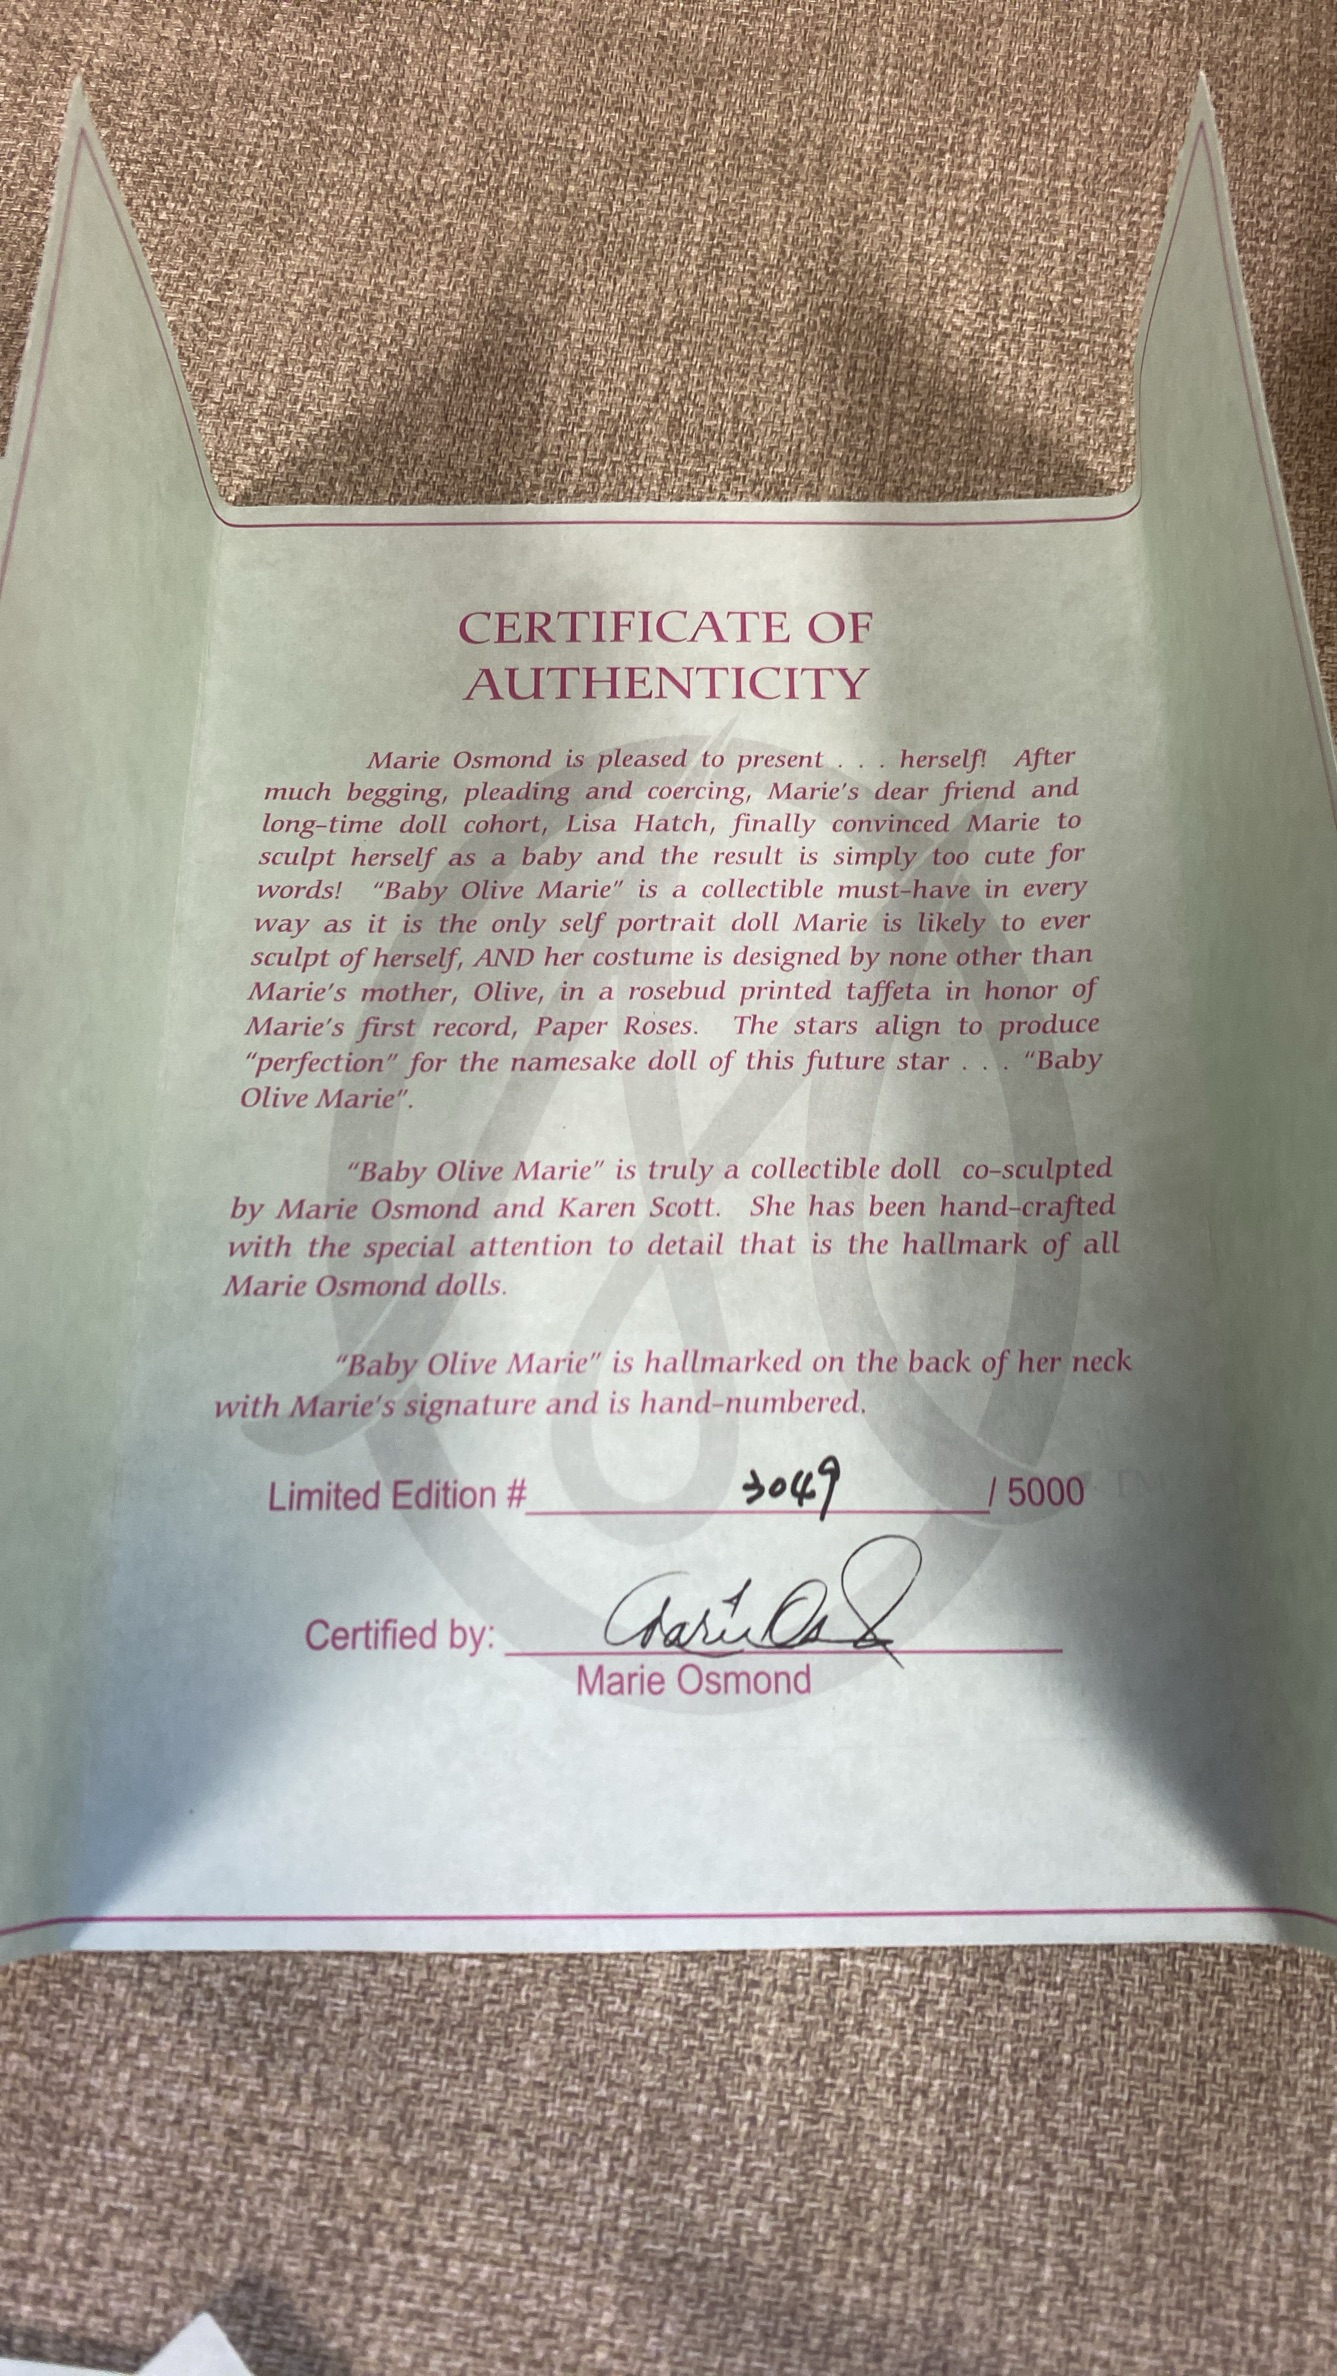 CERTIFICATE OF
AUTHENTICITY
Marie Osmond is pleased to present . . . herself! After
much begging, pleading and coercing, Marie's dear friend and
long-time doll cohort, Lisa Hatch, finally convinced Marie to
sculpt herself as a baby and the result is simply too cute for
words! "Baby Olive Marie" is a collectible must-have in every
way as it is the only self portrait doll Marie is likely to ever
sculpt of herself, AND her costume is designed by none other than
Marie's mother, Olive, in a rosebud printed taffeta in honor of
Marie's first record, Paper Roses. The stars align to produce
"perfection" for the namesake doll of this future star . . . "Baby
Olive Marie".
"Baby Olive Marie" is truly a collectible doll co-sculpted
by Marie Osmond and Karen Scott. She has been hand-crafted
with the special attention to detail that is the hallmark of all
Marie Osmond dolls.
"Baby Olive Marie" is hallmarked on the back of her neck
with Marie's signature and is hand-numbered.
Limited Edition # 3049 / 5000
TM
Certified by: Marie Osmond
Marie Osmond